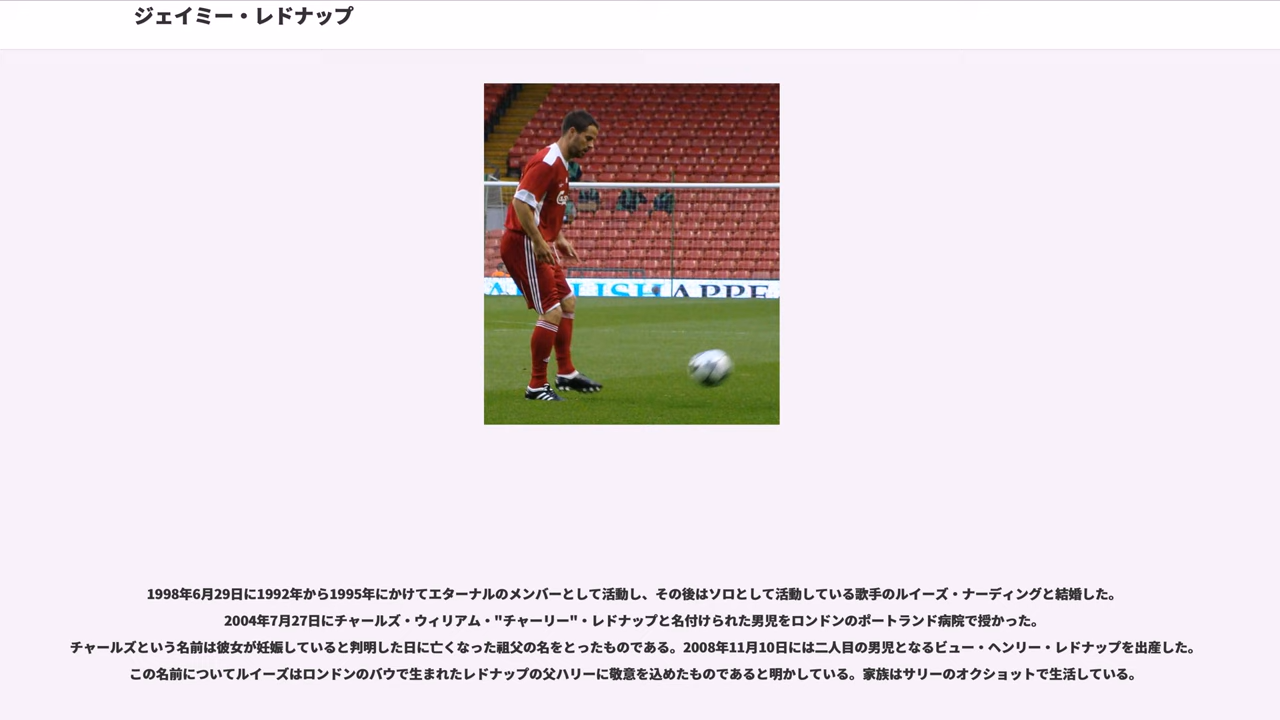 ジェイミー・レドナップ
LISH APPE
1998年6月29日に1992年から1995年にかけてエターナルのメンバーとして活動し、その後はソロとして活動している歌手のルイーズ・ナーディングと結婚した。
2004年7月27日にチャールズ・ウィリアム・"チャーリー"・レドナップと名付けられた男児をロンドンのポートランド病院で授かった。
チャールズという名前は彼女が妊娠していると判明した日に亡くなった祖父の名をとったものである。2008年11月10日には二人目の男児となるビュー・ヘンリー・レドナップを出産した。
この名前についてルイーズはロンドンのバウで生まれたレドナップの父ハリーに敬意を込めたものであると明かしている。家族はサリーのオクショットで生活している。